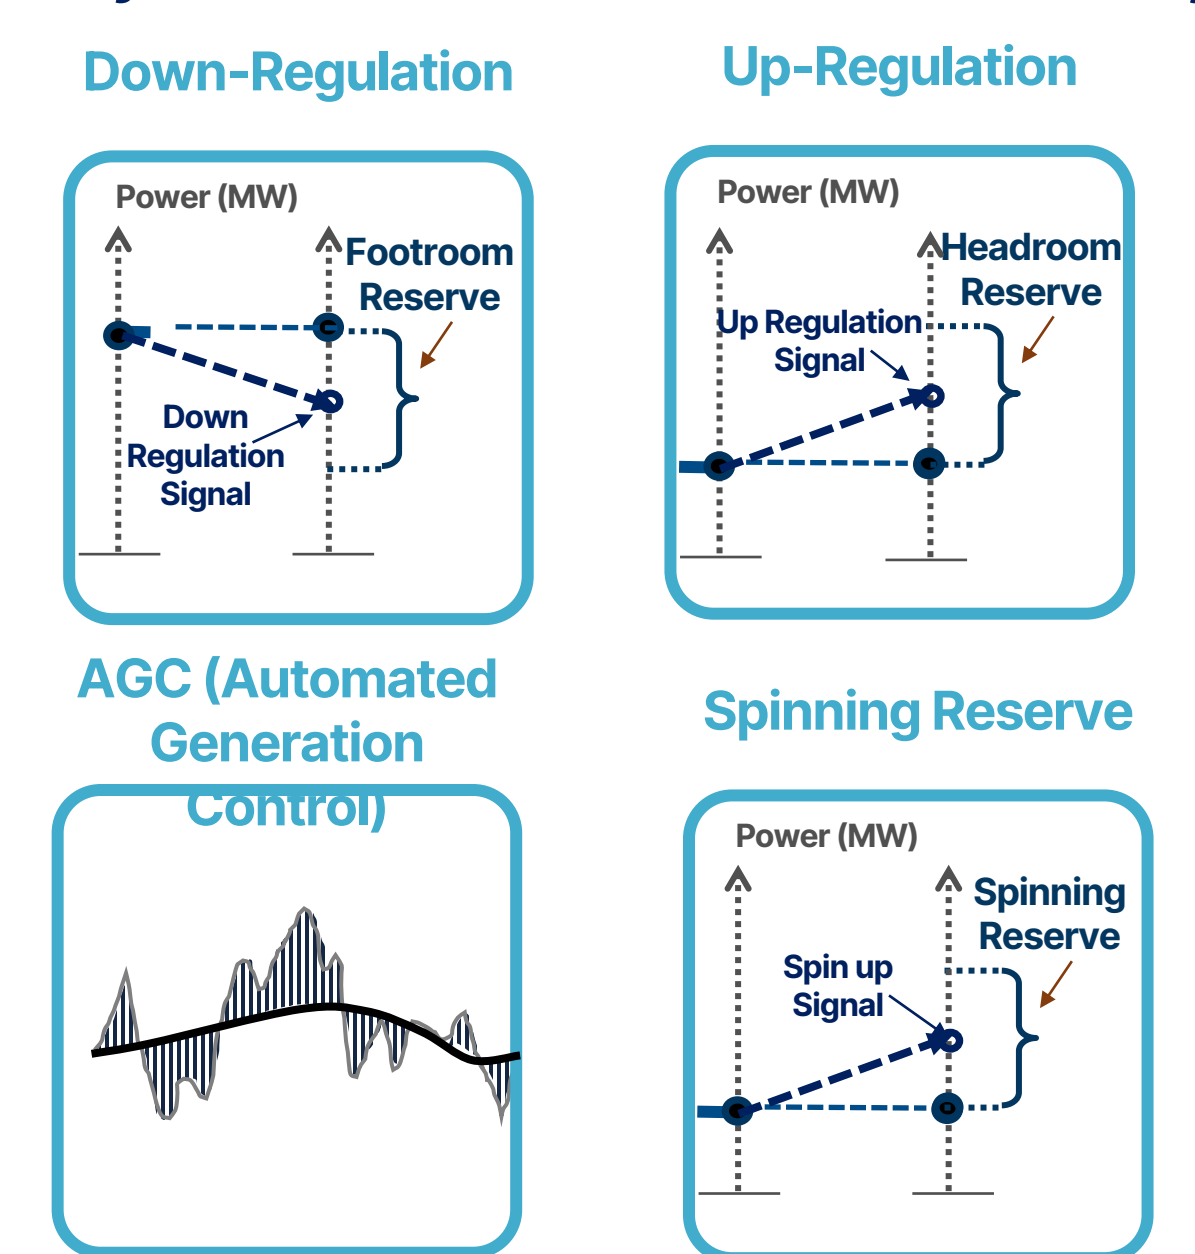 Down-Regulation
Power (MW)
Footroom
Reserve
Down
Regulation
Signal
Up-Regulation
Power (MW)
Headroom
Reserve
Up Regulation
Signal
AGC (Automated
Generation
Control)
Spinning Reserve
Power (MW)
Spinning
Reserve
Spin up
Signal